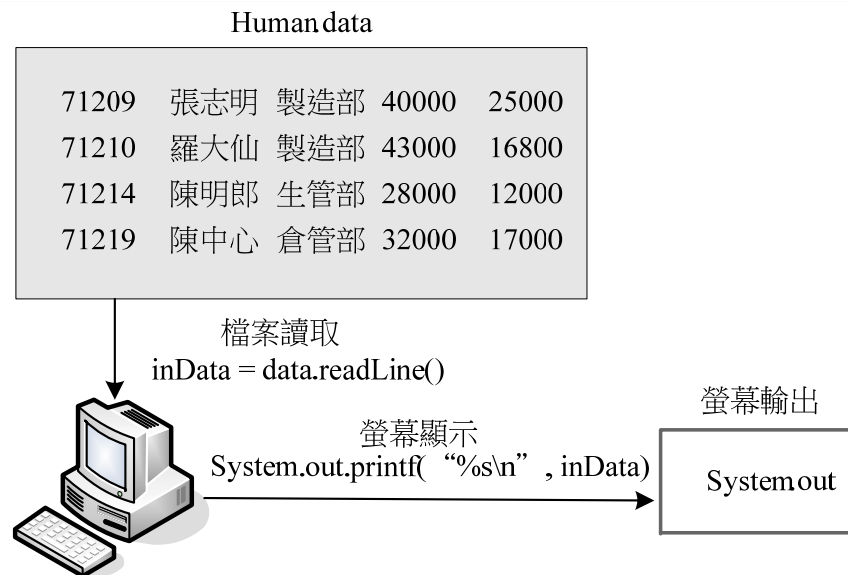 Human.data
71209 張志明 製造部 40000 25000
71210 羅大仙 製造部 43000 16800
71214 陳明郎 生管部 28000 12000
71219 陳中心 倉管部 32000 17000
檔案讀取
inData = data.readLine()
螢幕顯示
System.out.printf( “%s\n” , inData)
螢幕輸出
System.out